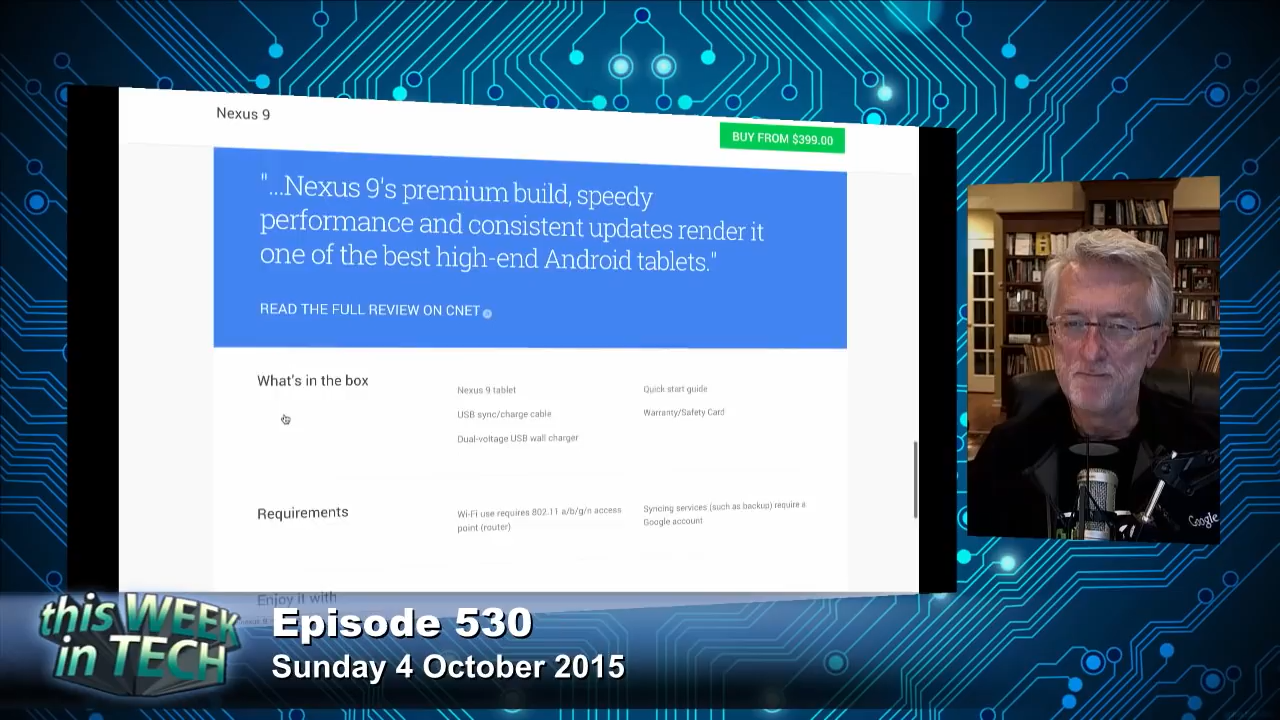 Nexus 9
BUY FROM $399.00
"...Nexus 9's premium build, speedy
performance and consistent updates render it
one of the best high-end Android tablets."
READ THE FULL REVIEW ON CNET
What's in the box
Nexus 9 tablet
Quick start guide
USB sync/charge cable
Warranty/Safety Card
Dual-voltage USB wall charger
Requirements
Wi-Fi use requires 802.11 a/b/g/n access
point (router)
Syncing services (such as backup) require a
Google account
Enjoy it with
Google
this WEEK
in TECH
Episode 530
Sunday 4 October 2015